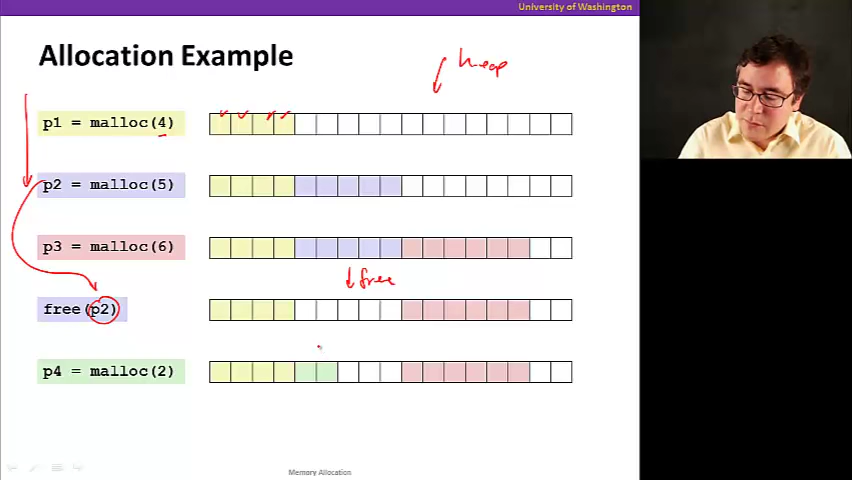 University of Washington
Allocation Example
heap
p1 = malloc(4)
p2 = malloc(5)
p3 = malloc(6)
free
free(p2)
p4 = malloc(2)
Memory Allocation